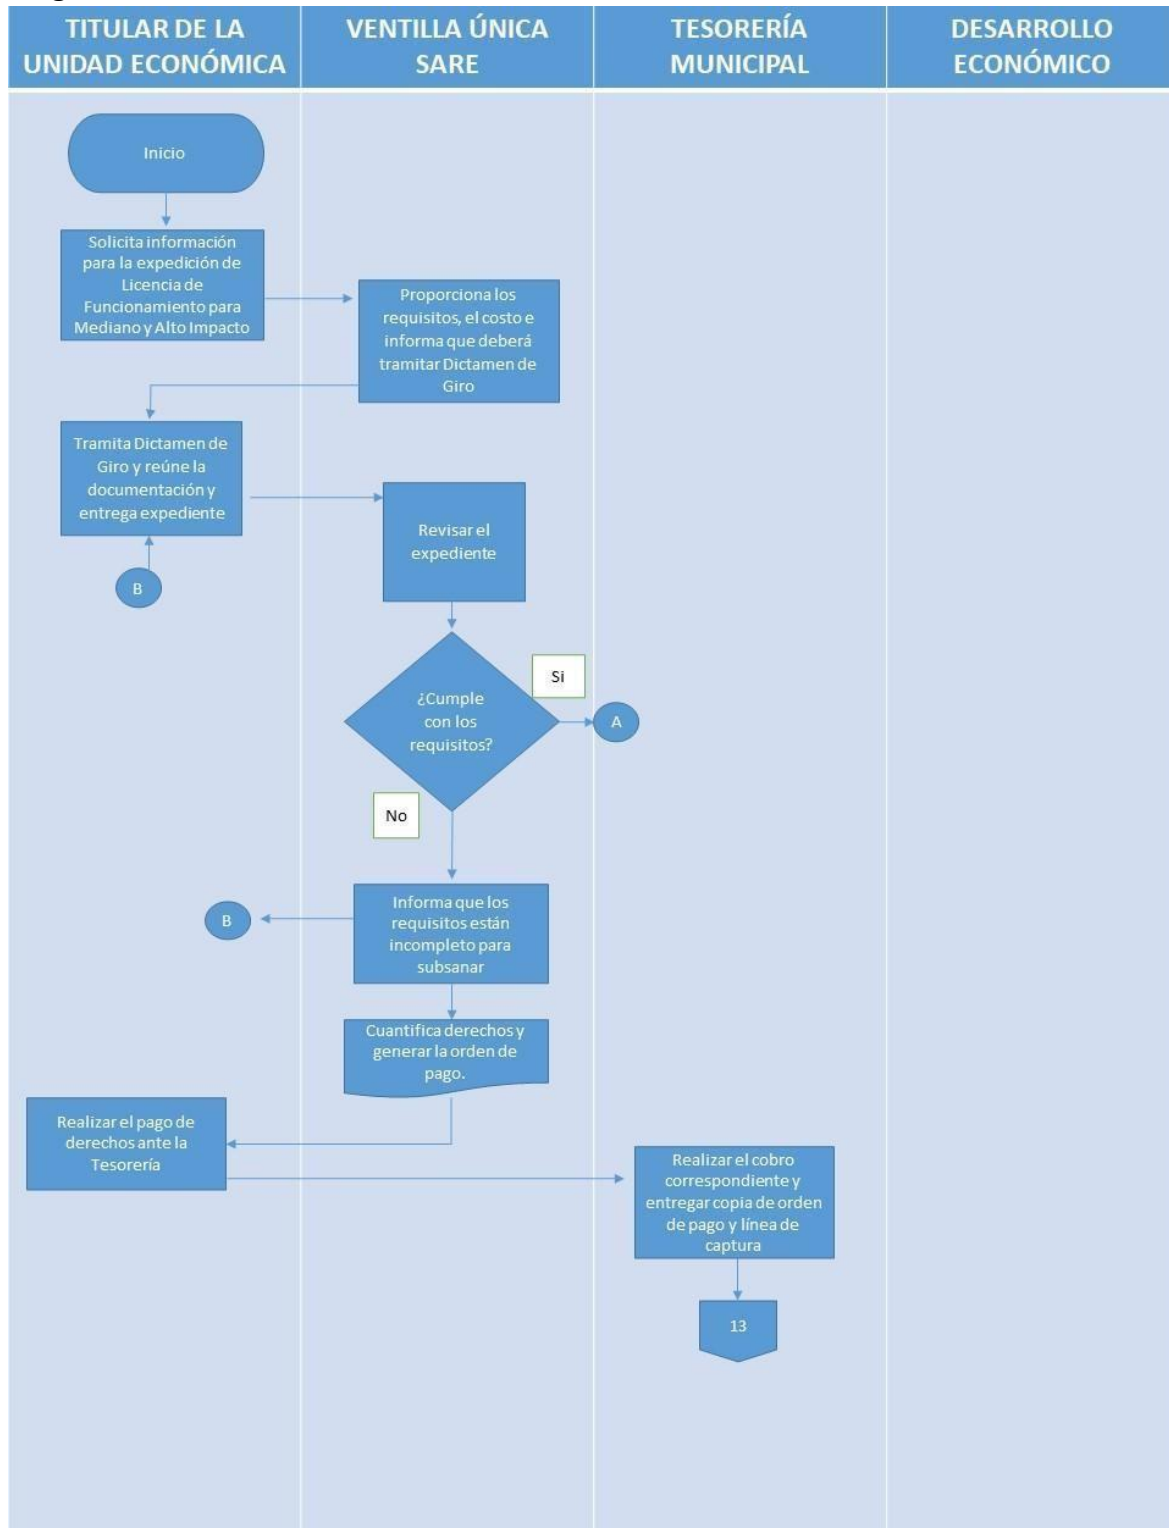 TITULAR DE LA
UNIDAD ECONÓMICA
VENTILLA ÚNICA
SARE
TESORERÍA
MUNICIPAL
DESARROLLO
ECONÓMICO
Inicio
Solicita información
para la expedición de
Licencia de
Funcionamiento para
Mediano y Alto Impacto
Proporciona los
requisitos, el costo e
informa que deberá
tramitar Dictamen de
Giro
Tramita Dictamen de
Giro y reúne la
documentación y
entrega expediente
Revisar el
expediente
B
¿Cumple
con los
requisitos?
Si
A
No
Informa que los
requisitos están
incompleto para
subsanar
B
Cuantifica derechos y
generar la orden de
pago.
Realizar el pago de
derechos ante la
Tesorería
Realizar el cobro
correspondiente y
entregar copia de orden
de pago y línea de
captura
13